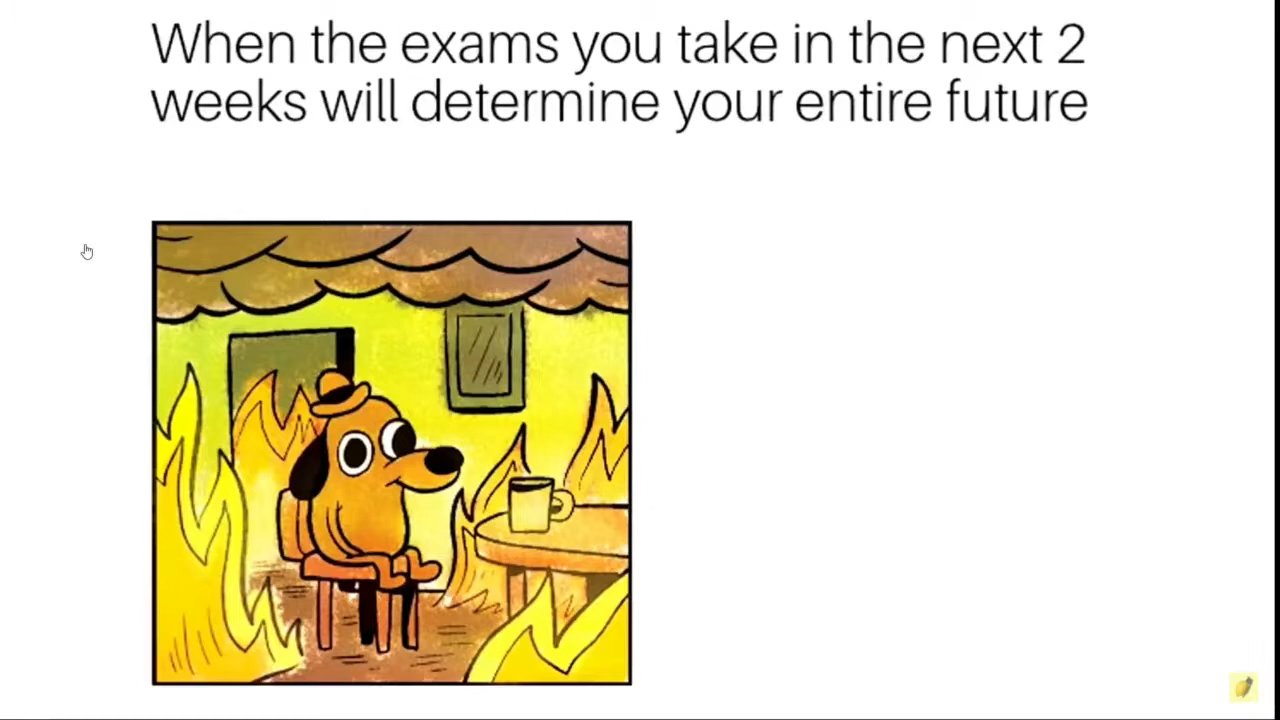 When the exams you take in the next 2
weeks will determine your entire future